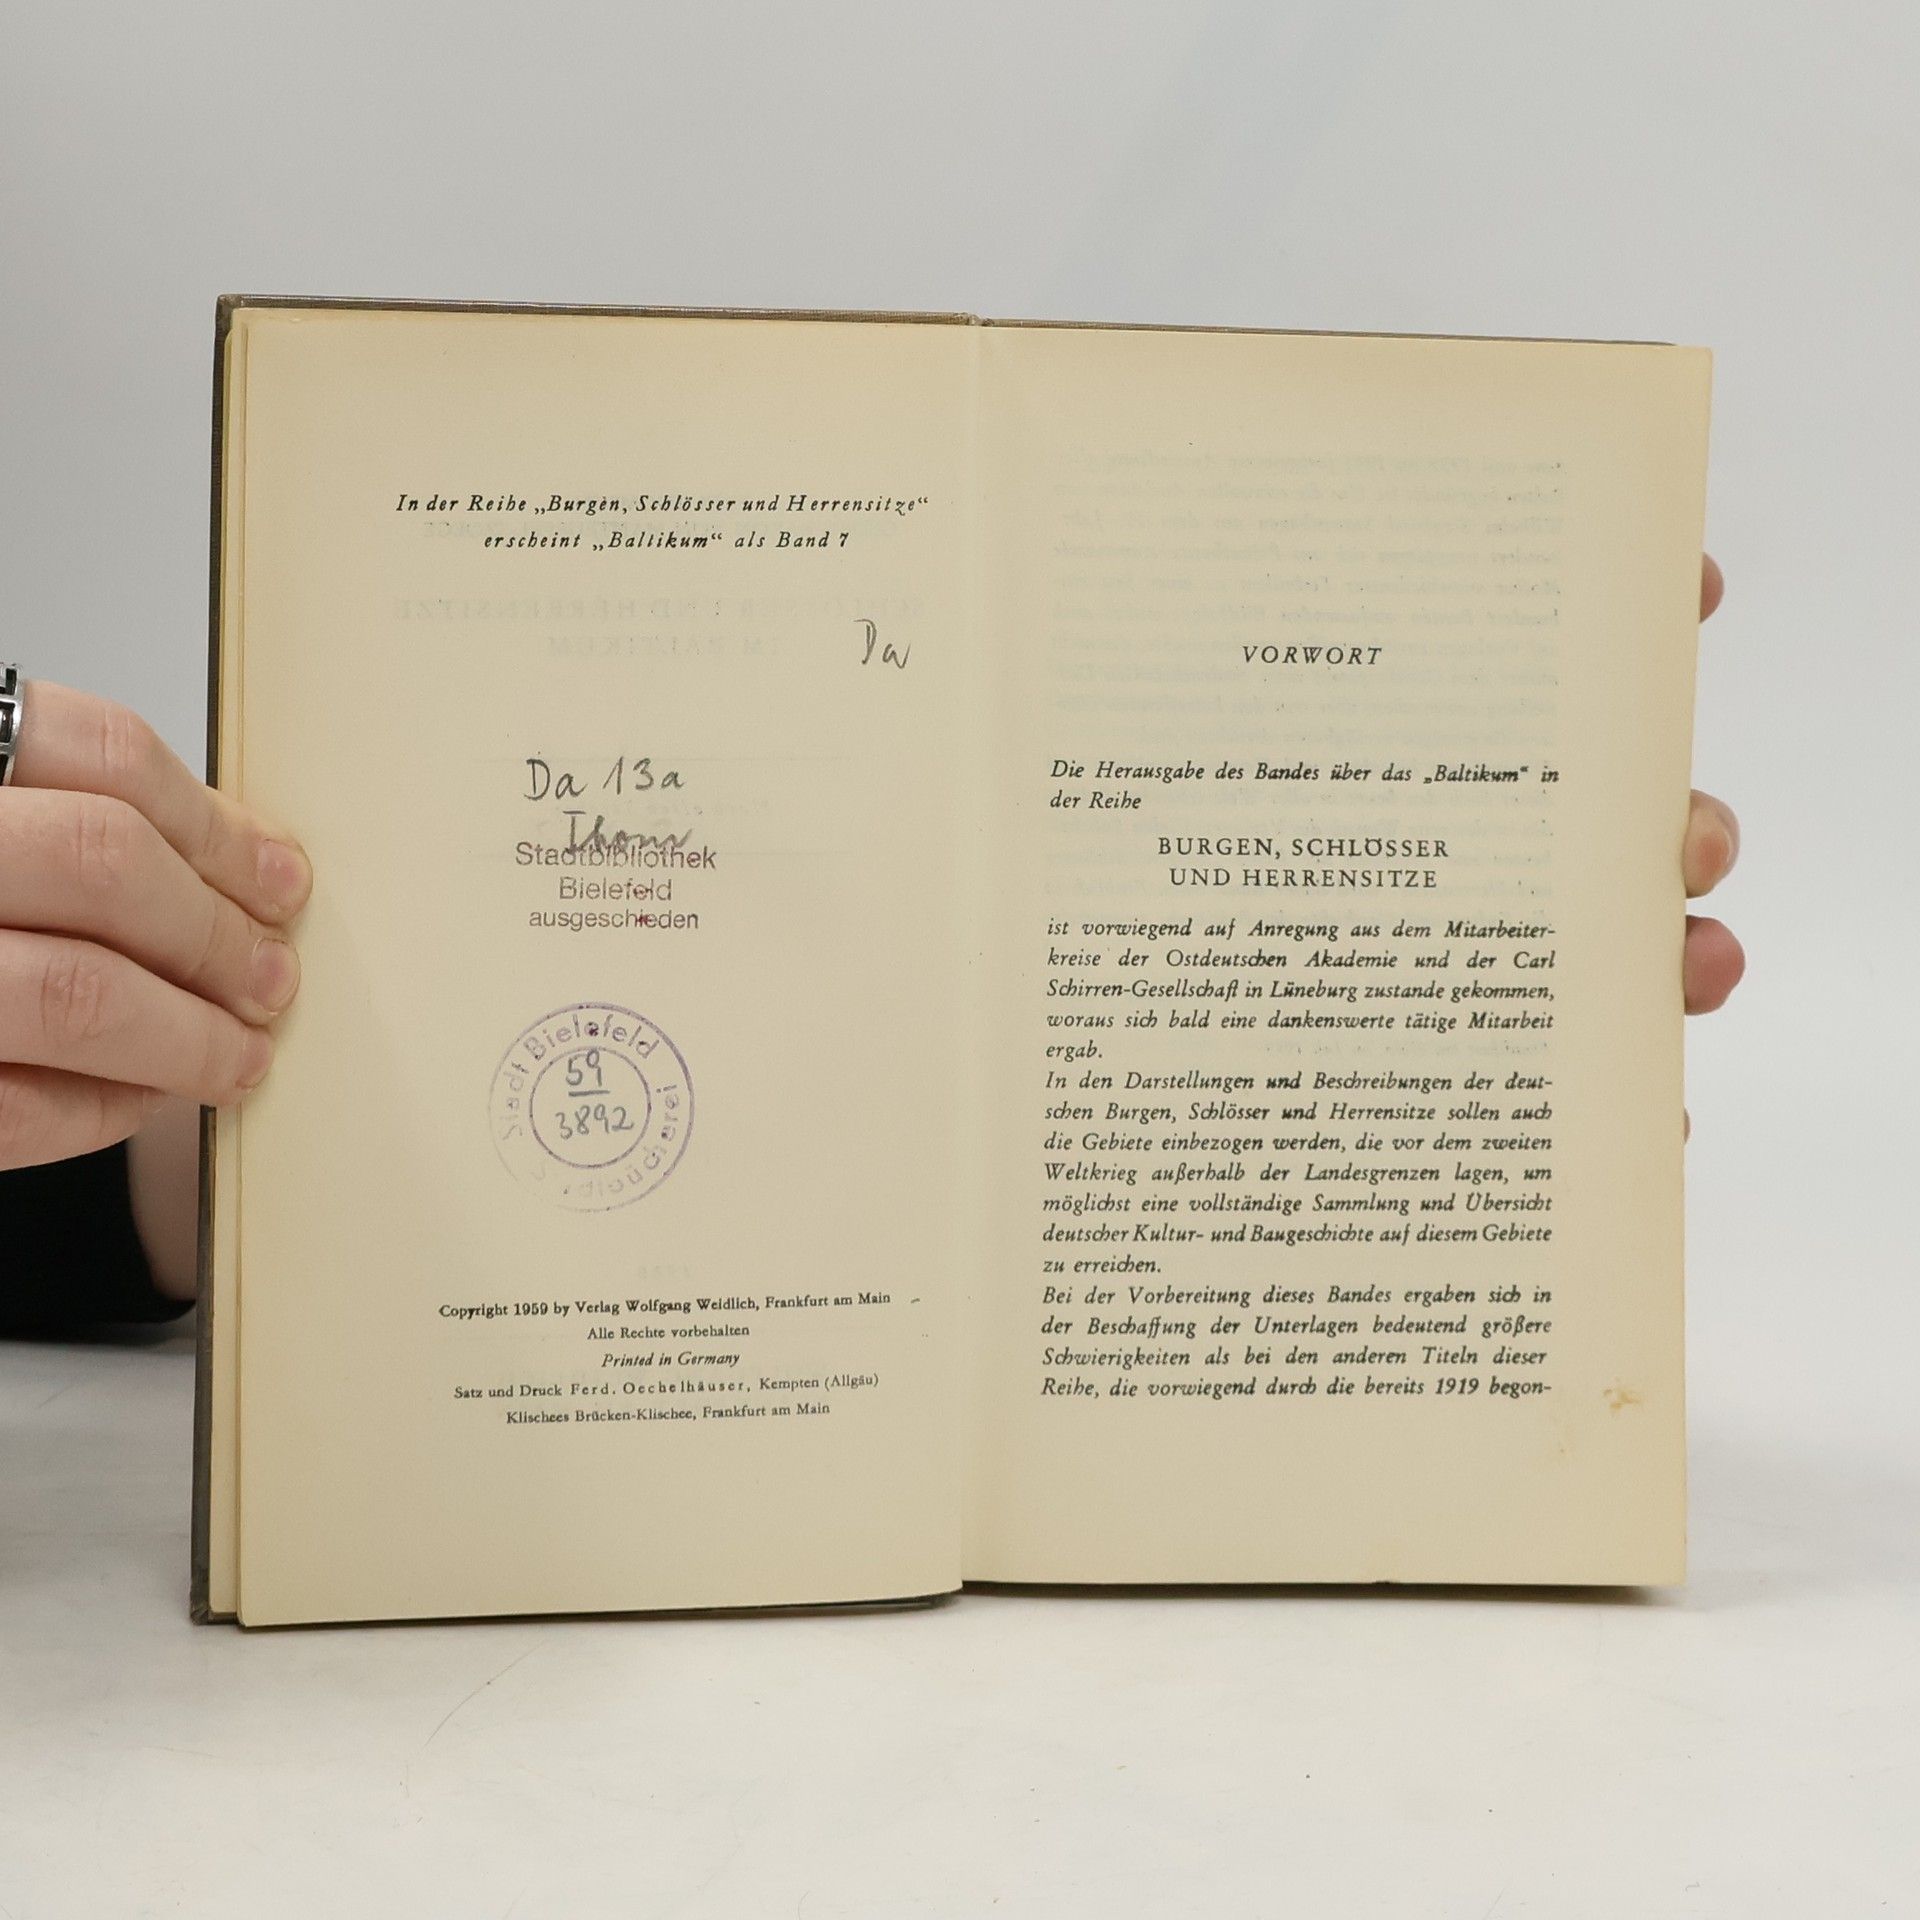 In der Reihe „Burgen, Schlösser und Herrensitze“
erscheint „Baltikum“ als Band 7
Da
Da 13a
Thom
Stadtbibliothek
Bielefeld
ausgeschieden
Stadt Bielefeld
59
3892
Copyright 1959 by Verlag Wolfgang Weidlich, Frankfurt am Main
Alle Rechte vorbehalten
Printed in Germany
Satz und Druck Ferd. Oechelhäuser, Kempten (Allgäu)
Klischees Brücken-Klischee, Frankfurt am Main
VORWORT
Die Herausgabe des Bandes über das „Baltikum“ in
der Reihe
BURGEN, SCHLÖSSER
UND HERRENSITZE
ist vorwiegend auf Anregung aus dem Mitarbeiter-
kreise der Ostdeutschen Akademie und der Carl
Schirren-Gesellschaft in Lüneburg zustande gekommen,
woraus sich bald eine dankenswerte tätige Mitarbeit
ergab.
In den Darstellungen und Beschreibungen der deut-
schen Burgen, Schlösser und Herrensitze sollen auch
die Gebiete einbezogen werden, die vor dem zweiten
Weltkrieg außerhalb der Landesgrenzen lagen, um
möglichst eine vollständige Sammlung und Übersicht
deutscher Kultur- und Baugeschichte auf diesem Gebiete
zu erreichen.
Bei der Vorbereitung dieses Bandes ergaben sich in
der Beschaffung der Unterlagen bedeutend größere
Schwierigkeiten als bei den anderen Titeln dieser
Reihe, die vorwiegend durch die bereits 1919 begon-